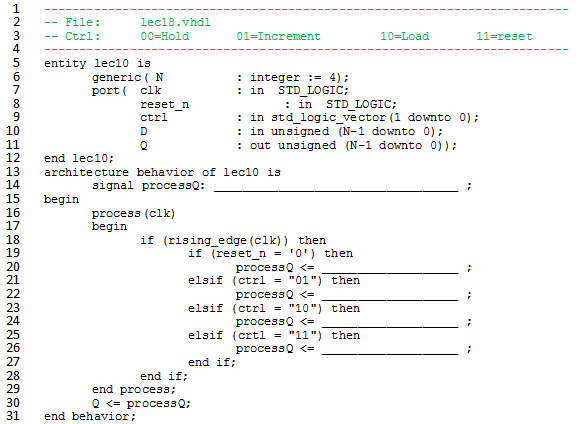 1 --------------------------------------------------------------------------
2 -- File: lec18.vhdl
3 -- Ctrl: 00=Hold 01=Increment 10=Load 11=reset
4 --------------------------------------------------------------------------
5 entity lec10 is
6 generic( N : integer := 4);
7 port( clk : in STD_LOGIC;
8 reset_n : in STD_LOGIC;
9 ctrl : in std_logic_vector(1 downto 0);
10 D : in unsigned (N-1 downto 0);
11 Q : out unsigned (N-1 downto 0));
12 end lec10;
13 architecture behavior of lec10 is
14 signal processQ: __________________________________ ;
15 begin
16 process(clk)
17 begin
18 if (rising_edge(clk)) then
19 if (reset_n = '0') then
20 processQ <= ___________________ ;
21 elsif (ctrl = "01") then
22 processQ <= ___________________ ;
23 elsif (ctrl = "10") then
24 processQ <= ___________________ ;
25 elsif (crtl = "11") then
26 processQ <= ___________________ ;
27 end if;
28 end if;
29 end process;
30 Q <= processQ;
31 end behavior;